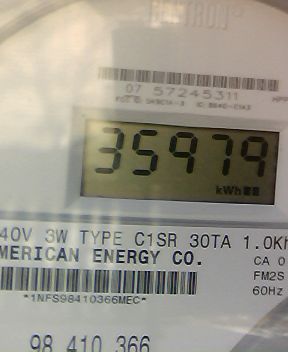 07 57245311
35979
kWh
40V 3W TYPE C1SR 30TA 1.0Kh
MERICAN ENERGY CO.
CA 0
FM2S
60Hz
*1NFS98410366MEC*
98 410 366